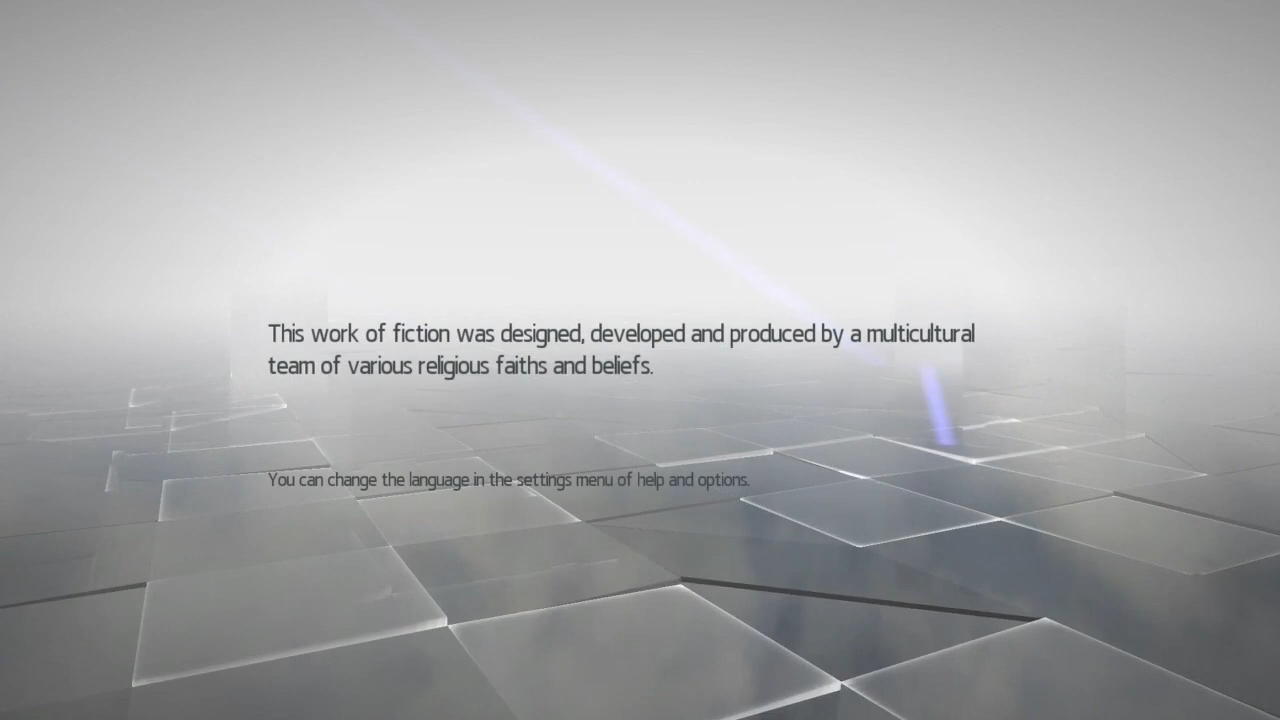 This work of fiction was designed, developed and produced by a multicultural
team of various religious faiths and beliefs.
You can change the language in the settings menu of help and options.